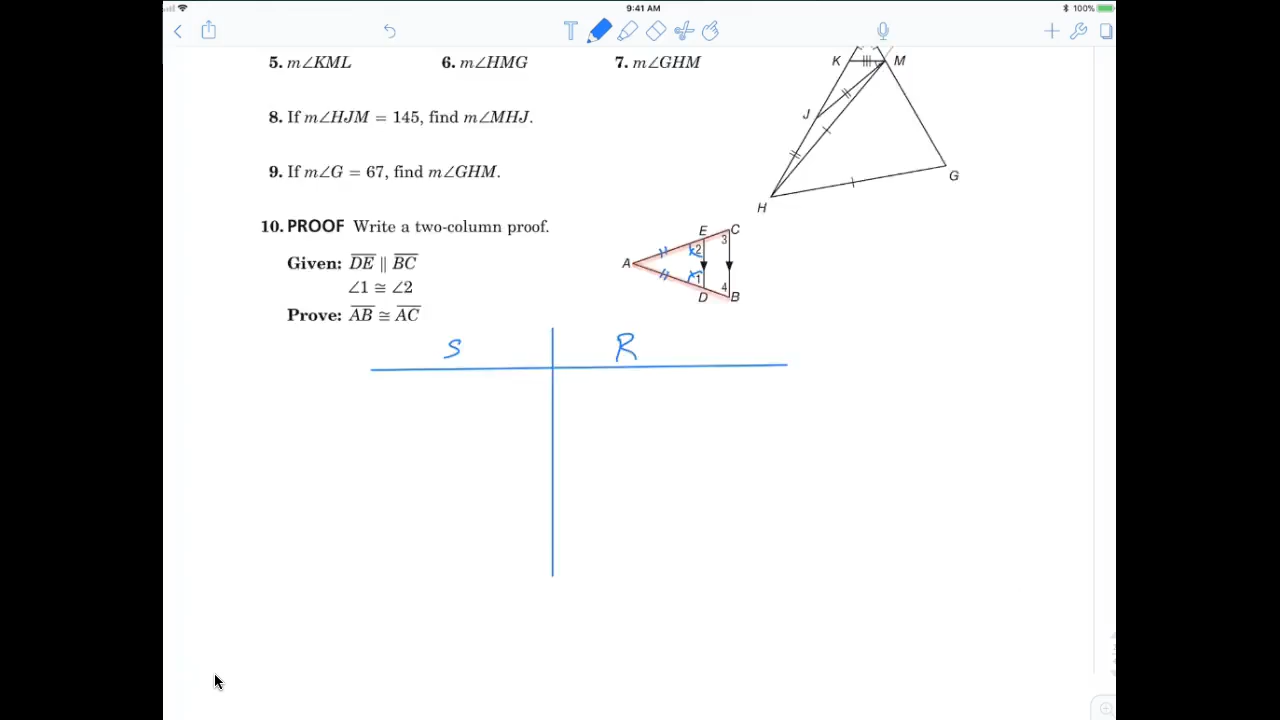 9:41 AM
100%
T
5. m∠KML 6. m∠HMG 7. m∠GHM
8. If m∠HJM = 145, find m∠MHJ.
9. If m∠G = 67, find m∠GHM.
K M
J
G
H
10. PROOF Write a two-column proof.
Given: DE ∥ BC
∠1 ≅ ∠2
Prove: AB ≅ AC
E C
2 3
A
1 4
D B
S R